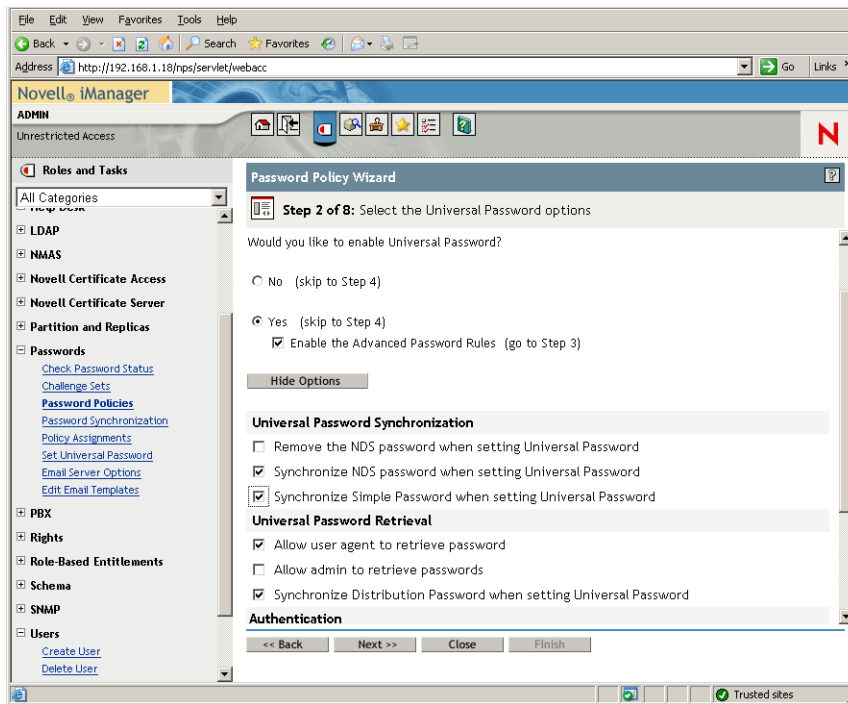 File Edit View Favorites Tools Help
Back Search Favorites
Address http://192.168.1.18/nps/servlet/webacc Go Links »
Novell® iManager
ADMIN
Unrestricted Access
N
Roles and Tasks
All Categories
Help Desk
LDAP
NMAS
Novell Certificate Access
Novell Certificate Server
Partition and Replicas
Passwords
Check Password Status
Challenge Sets
Password Policies
Password Synchronization
Policy Assignments
Set Universal Password
Email Server Options
Edit Email Templates
PBX
Rights
Role-Based Entitlements
Schema
SNMP
Users
Create User
Delete User
Password Policy Wizard ?
Step 2 of 8: Select the Universal Password options
Would you like to enable Universal Password?
No (skip to Step 4)
Yes (skip to Step 4)
Enable the Advanced Password Rules (go to Step 3)
Hide Options
Universal Password Synchronization
Remove the NDS password when setting Universal Password
Synchronize NDS password when setting Universal Password
Synchronize Simple Password when setting Universal Password
Universal Password Retrieval
Allow user agent to retrieve password
Allow admin to retrieve passwords
Synchronize Distribution Password when setting Universal Password
Authentication
<< Back Next >> Close Finish
Trusted sites